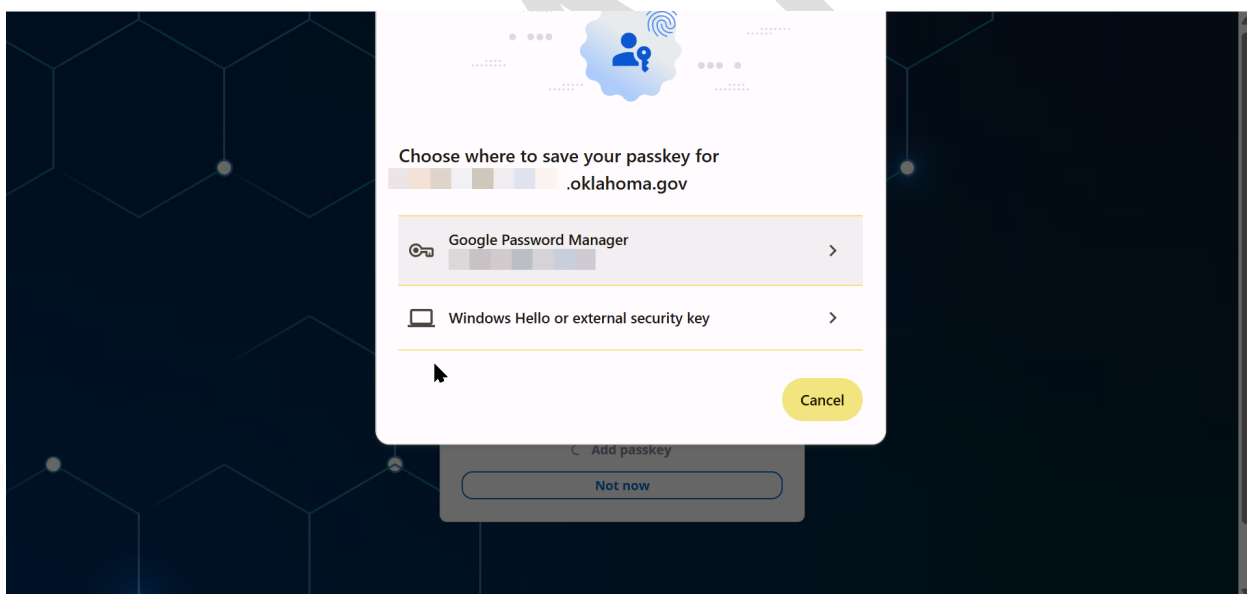 Choose where to save your passkey for
.oklahoma.gov
Google Password Manager
Windows Hello or external security key
Cancel
Add passkey
Not now